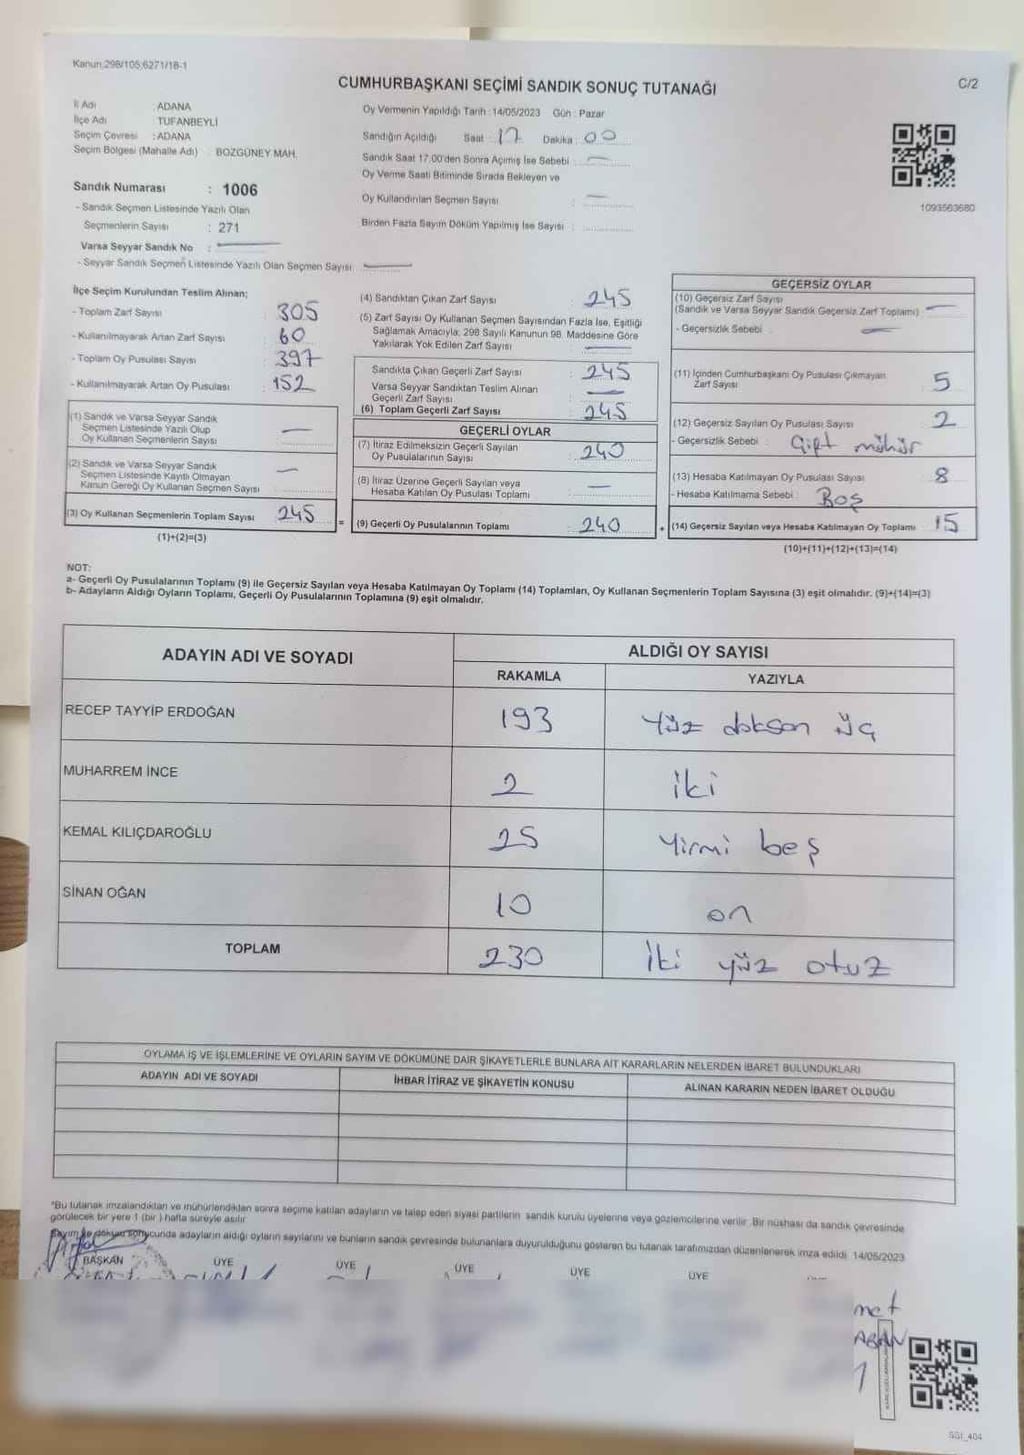 Kanun,298/105,6271/18-1
CUMHURBAŞKANI SEÇİMİ SANDIK SONUÇ TUTANAĞI
C/2
İl Adı : ADANA
İlçe Adı : TUFANBEYLİ
Seçim Çevresi : ADANA
Seçim Bölgesi (Mahalle Adı) BOZGÜNEY MAH.
Sandık Numarası : 1006
- Sandık Seçmen Listesinde Yazılı Olan
Seçmenlerin Sayısı : 271
Varsa Seyyar Sandık No :
- Seyyar Sandık Seçmen Listesinde Yazılı Olan Seçmen Sayısı
Oy Vermenin Yapıldığı Tarih : 14/05/2023 Gün : Pazar
Sandığın Açıldığı Saat 17 Dakika 00
Sandık Saat 17:00'den Sonra Açılmış İse Sebebi
Oy Verme Saati Bitiminde Sırada Bekleyen ve
Oy Kullandırılan Seçmen Sayısı :
Birden Fazla Sayım Döküm Yapılmış İse Sayısı :
1093563680
İlçe Seçim Kurulundan Teslim Alınan;
- Toplam Zarf Sayısı : 305
- Kullanılmayarak Artan Zarf Sayısı : 60
- Toplam Oy Pusulası Sayısı : 397
- Kullanılmayarak Artan Oy Pusulası : 152
(1) Sandık ve Varsa Seyyar Sandık
Seçmen Listesinde Yazılı Olup
Oy Kullanan Seçmenlerin Sayısı
(2) Sandık ve Varsa Seyyar Sandık
Seçmen Listesinde Kayıtlı Olmayan
Kanun Gereği Oy Kullanan Seçmen Sayısı
(3) Oy Kullanan Seçmenlerin Toplam Sayısı 245
(1)+(2)=(3)
(4) Sandıktan Çıkan Zarf Sayısı : 245
(5) Zarf Sayısı Oy Kullanan Seçmen Sayısından Fazla İse, Eşitliği
Sağlamak Amacıyla; 298 Sayılı Kanunun 98. Maddesine Göre
Yakılarak Yok Edilen Zarf Sayısı :
Sandıkta Çıkan Geçerli Zarf Sayısı : 245
Varsa Seyyar Sandıktan Teslim Alınan
Geçerli Zarf Sayısı
(6) Toplam Geçerli Zarf Sayısı : 245
GEÇERLİ OYLAR
(7) İtiraz Edilmeksizin Geçerli Sayılan
Oy Pusulalarının Sayısı : 240
(8) İtiraz Üzerine Geçerli Sayılan veya
Hesaba Katılan Oy Pusulası Toplamı :
= (9) Geçerli Oy Pusulalarının Toplamı : 240
GEÇERSİZ OYLAR
(10) Geçersiz Zarf Sayısı
(Sandık ve Varsa Seyyar Sandık Geçersiz Zarf Toplamı)
- Geçersizlik Sebebi :
(11) İçinden Cumhurbaşkanı Oy Pusulası Çıkmayan
Zarf Sayısı : 5
(12) Geçersiz Sayılan Oy Pusulası Sayısı : 2
- Geçersizlik Sebebi : Çift mühür
(13) Hesaba Katılmayan Oy Pusulası Sayısı : 8
- Hesaba Katılmama Sebebi : Boş
+ (14) Geçersiz Sayılan veya Hesaba Katılmayan Oy Toplamı 15
(10)+(11)+(12)+(13)=(14)
NOT:
a- Geçerli Oy Pusulalarının Toplamı (9) ile Geçersiz Sayılan veya Hesaba Katılmayan Oy Toplamı (14) Toplamları, Oy Kullanan Seçmenlerin Toplam Sayısına (3) eşit olmalıdır. (9)+(14)=(3)
b- Adayların Aldığı Oyların Toplamı, Geçerli Oy Pusulalarının Toplamına (9) eşit olmalıdır.
ADAYIN ADI VE SOYADI
ALDIĞI OY SAYISI
RAKAMLA YAZIYLA
RECEP TAYYİP ERDOĞAN 193 Yüz doksan üç
MUHARREM İNCE 2 iki
KEMAL KILIÇDAROĞLU 25 Yirmi beş
SİNAN OĞAN 10 on
TOPLAM 230 İki yüz otuz
OYLAMA İŞ VE İŞLEMLERİNE VE OYLARIN SAYIM VE DÖKÜMÜNE DAİR ŞİKAYETLERLE BUNLARA AİT KARARLARIN NELERDEN İBARET BULUNDUKLARI
ADAYIN ADI VE SOYADI İHBAR İTİRAZ VE ŞİKAYETİN KONUSU ALINAN KARARIN NEDEN İBARET OLDUĞU
*Bu tutanak imzalandıktan ve mühürlendikten sonra seçime katılan adayların ve talep eden siyasi partilerin sandık kurulu üyelerine veya gözlemcilerine verilir. Bir nüshası da sandık çevresinde
görülecek bir yere 1 (bir) hafta süreyle asılır
Sayım ve döküm sonucunda adayların aldığı oyların sayılarını ve bunların sandık çevresinde bulunanlara duyurulduğunu gösteren bu tutanak tarafımızdan düzenlenerek imza edildi. 14/05/2023
BAŞKAN ÜYE ÜYE ÜYE ÜYE ÜYE
met